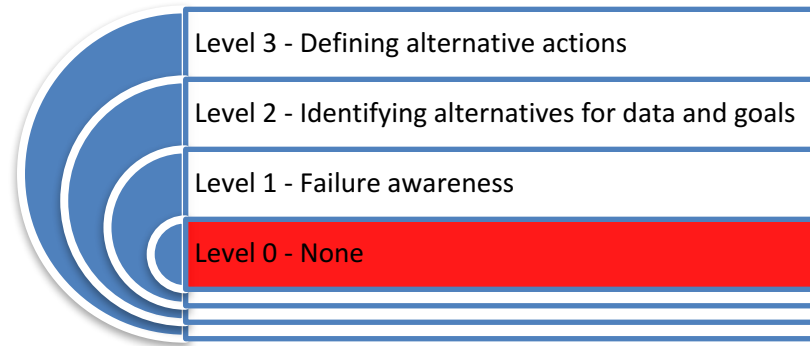 Level 3 - Defining alternative actions
Level 2 - Identifying alternatives for data and goals
Level 1 - Failure awareness
Level 0 - None